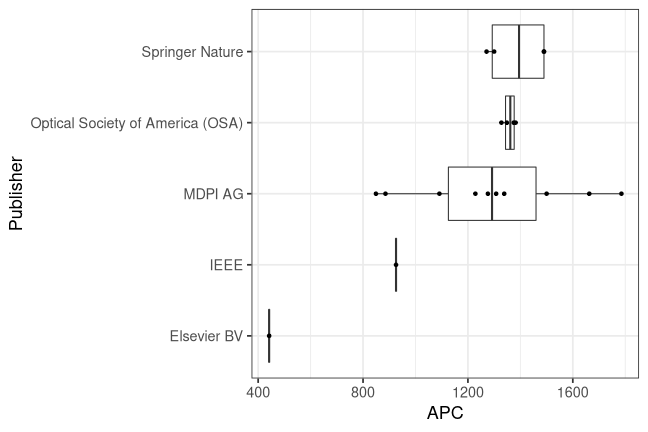 Publisher
Springer Nature
Optical Society of America (OSA)
MDPI AG
IEEE
Elsevier BV
400 800 1200 1600
APC